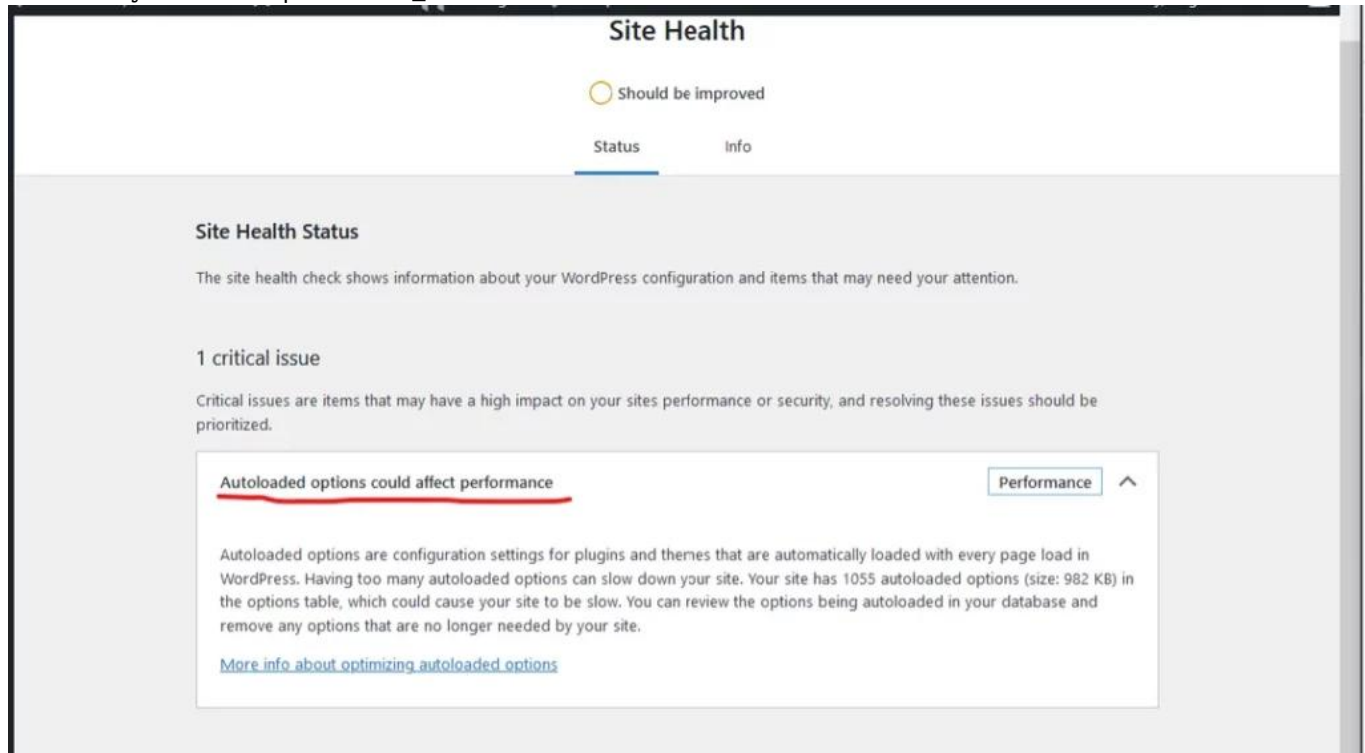 Site Health
Should be improved
Status Info
Site Health Status
The site health check shows information about your WordPress configuration and items that may need your attention.
1 critical issue
Critical issues are items that may have a high impact on your sites performance or security, and resolving these issues should be
prioritized.
Autoloaded options could affect performance Performance
Autoloaded options are configuration settings for plugins and themes that are automatically loaded with every page load in
WordPress. Having too many autoloaded options can slow down your site. Your site has 1055 autoloaded options (size: 982 KB) in
the options table, which could cause your site to be slow. You can review the options being autoloaded in your database and
remove any options that are no longer needed by your site.
More info about optimizing autoloaded options